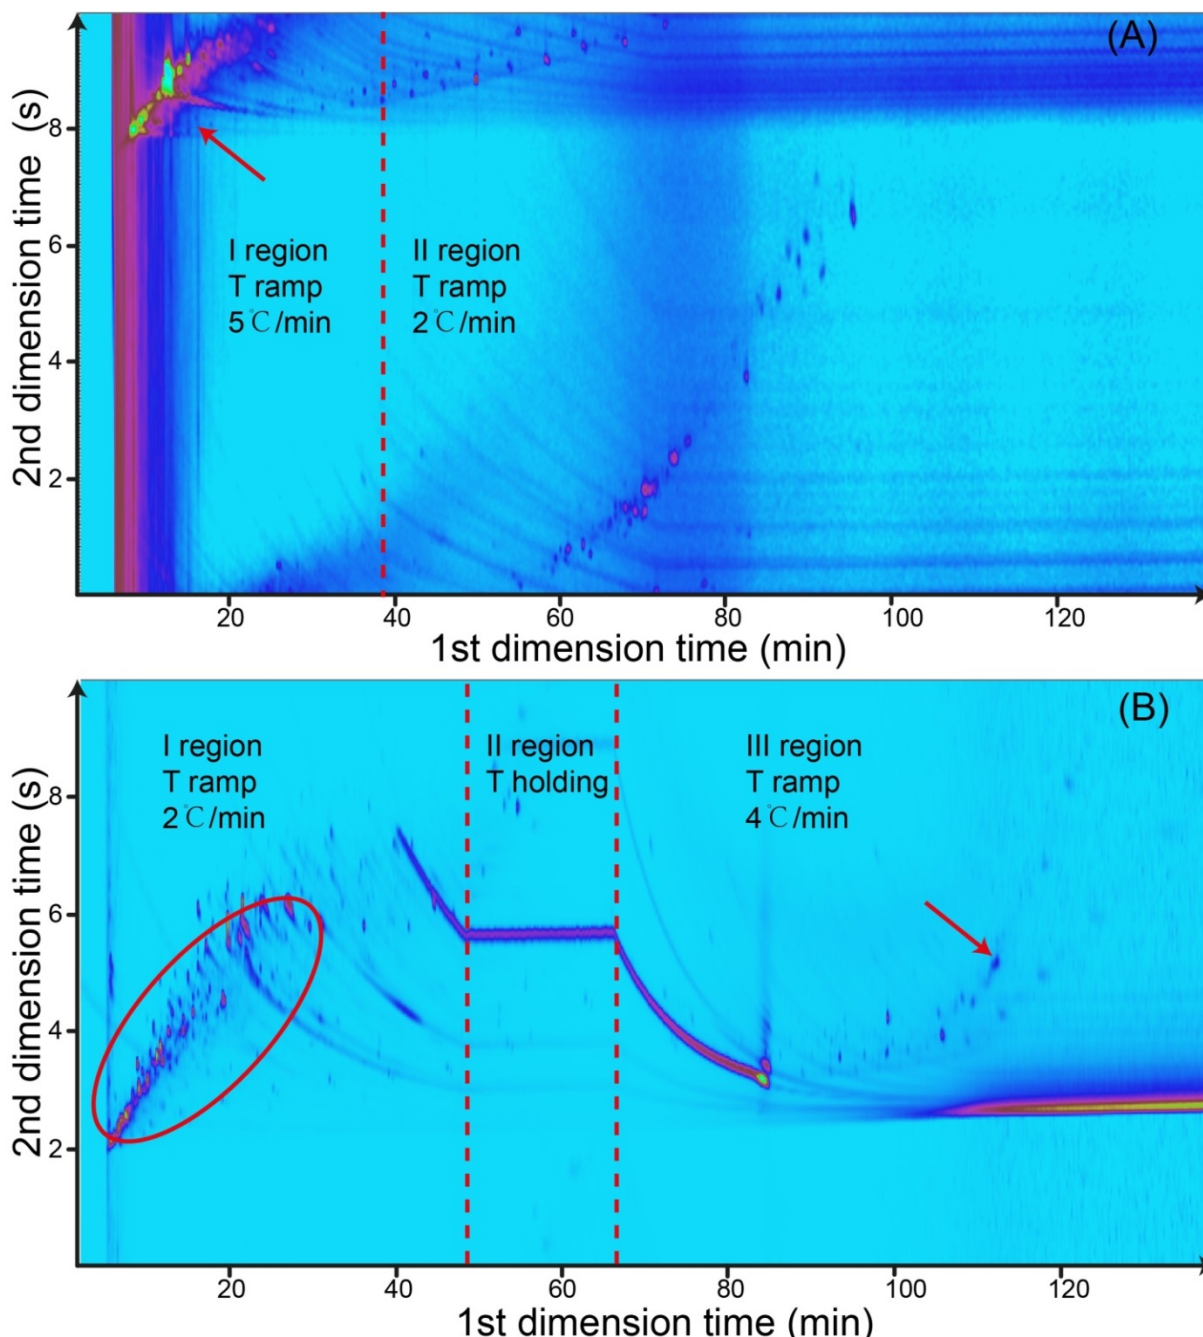 (A)
2nd dimension time (s)
8
6
4
2
I region
T ramp
5℃/min
II region
T ramp
2℃/min
20
40
60
80
100
120
1st dimension time (min)
(B)
2nd dimension time (s)
8
6
4
2
I region
T ramp
2℃/min
II region
T holding
III region
T ramp
4℃/min
20
40
60
80
100
120
1st dimension time (min)